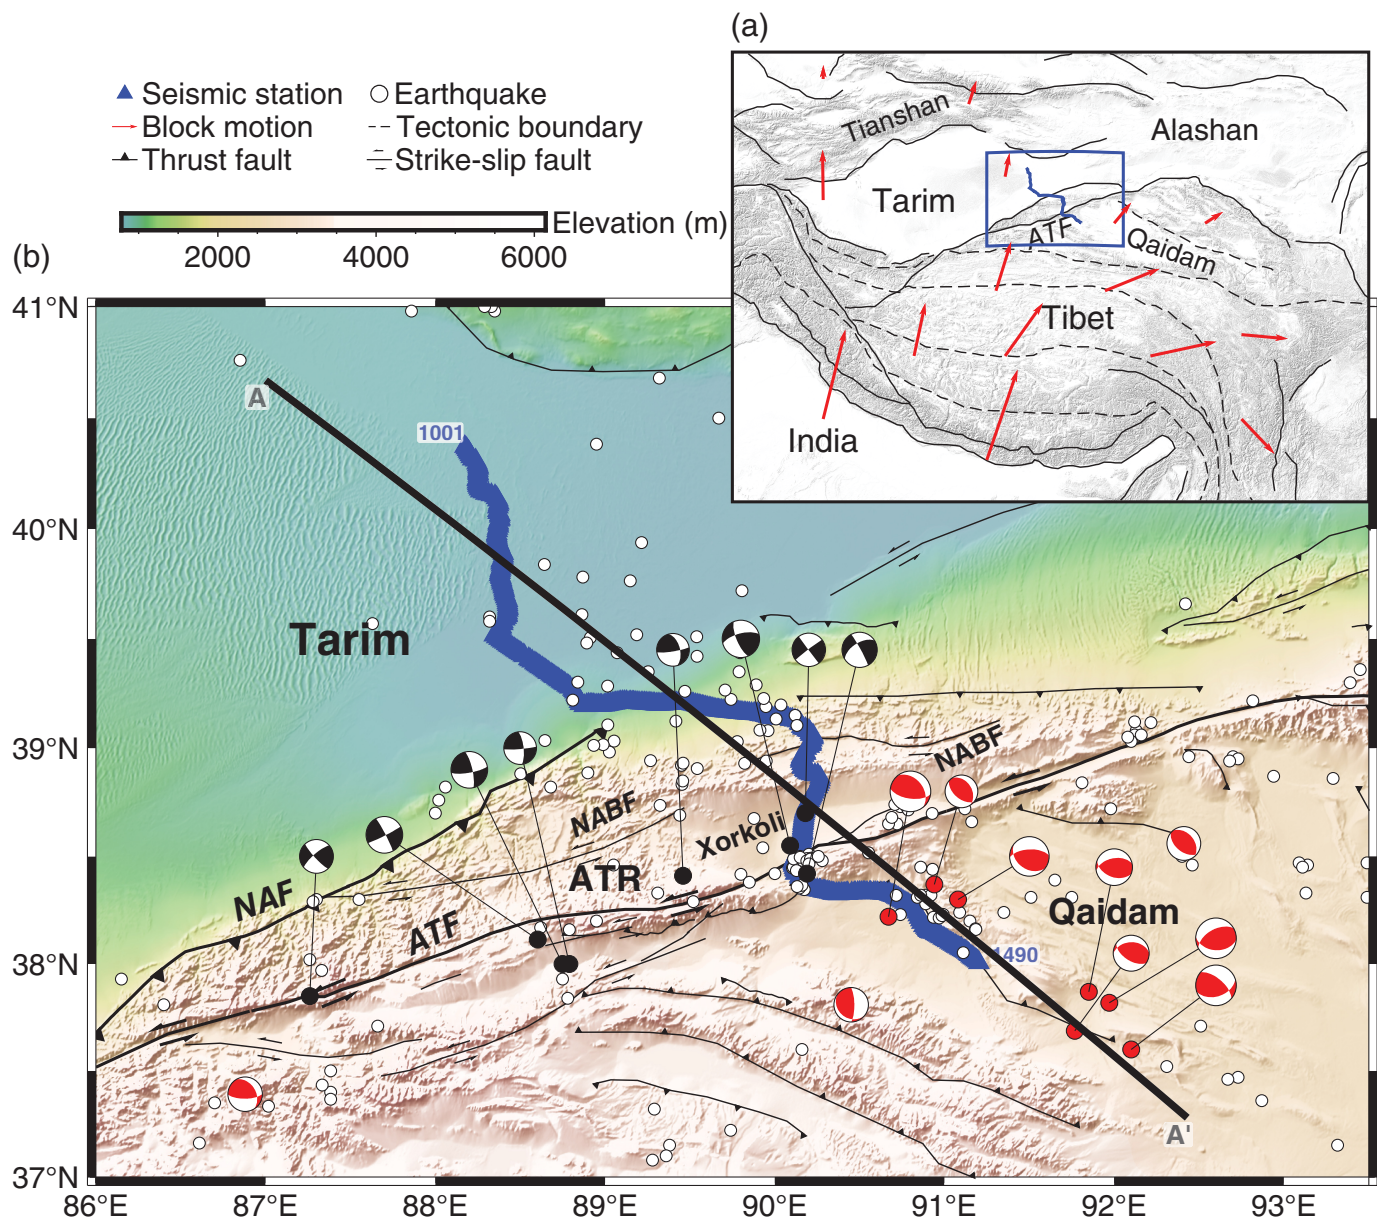 (a)
Seismic station
Earthquake
Block motion
Tectonic boundary
Thrust fault
Strike-slip fault
Elevation (m)
2000
4000
6000
Tianshan
Alashan
Tarim
ATF
Qaidam
Tibet
India
(b)
41°N
40°N
39°N
38°N
37°N
A
1001
Tarim
NABF
NABF
Xorkoli
ATR
NAF
ATF
Qaidam
1490
A'
86°E
87°E
88°E
89°E
90°E
91°E
92°E
93°E